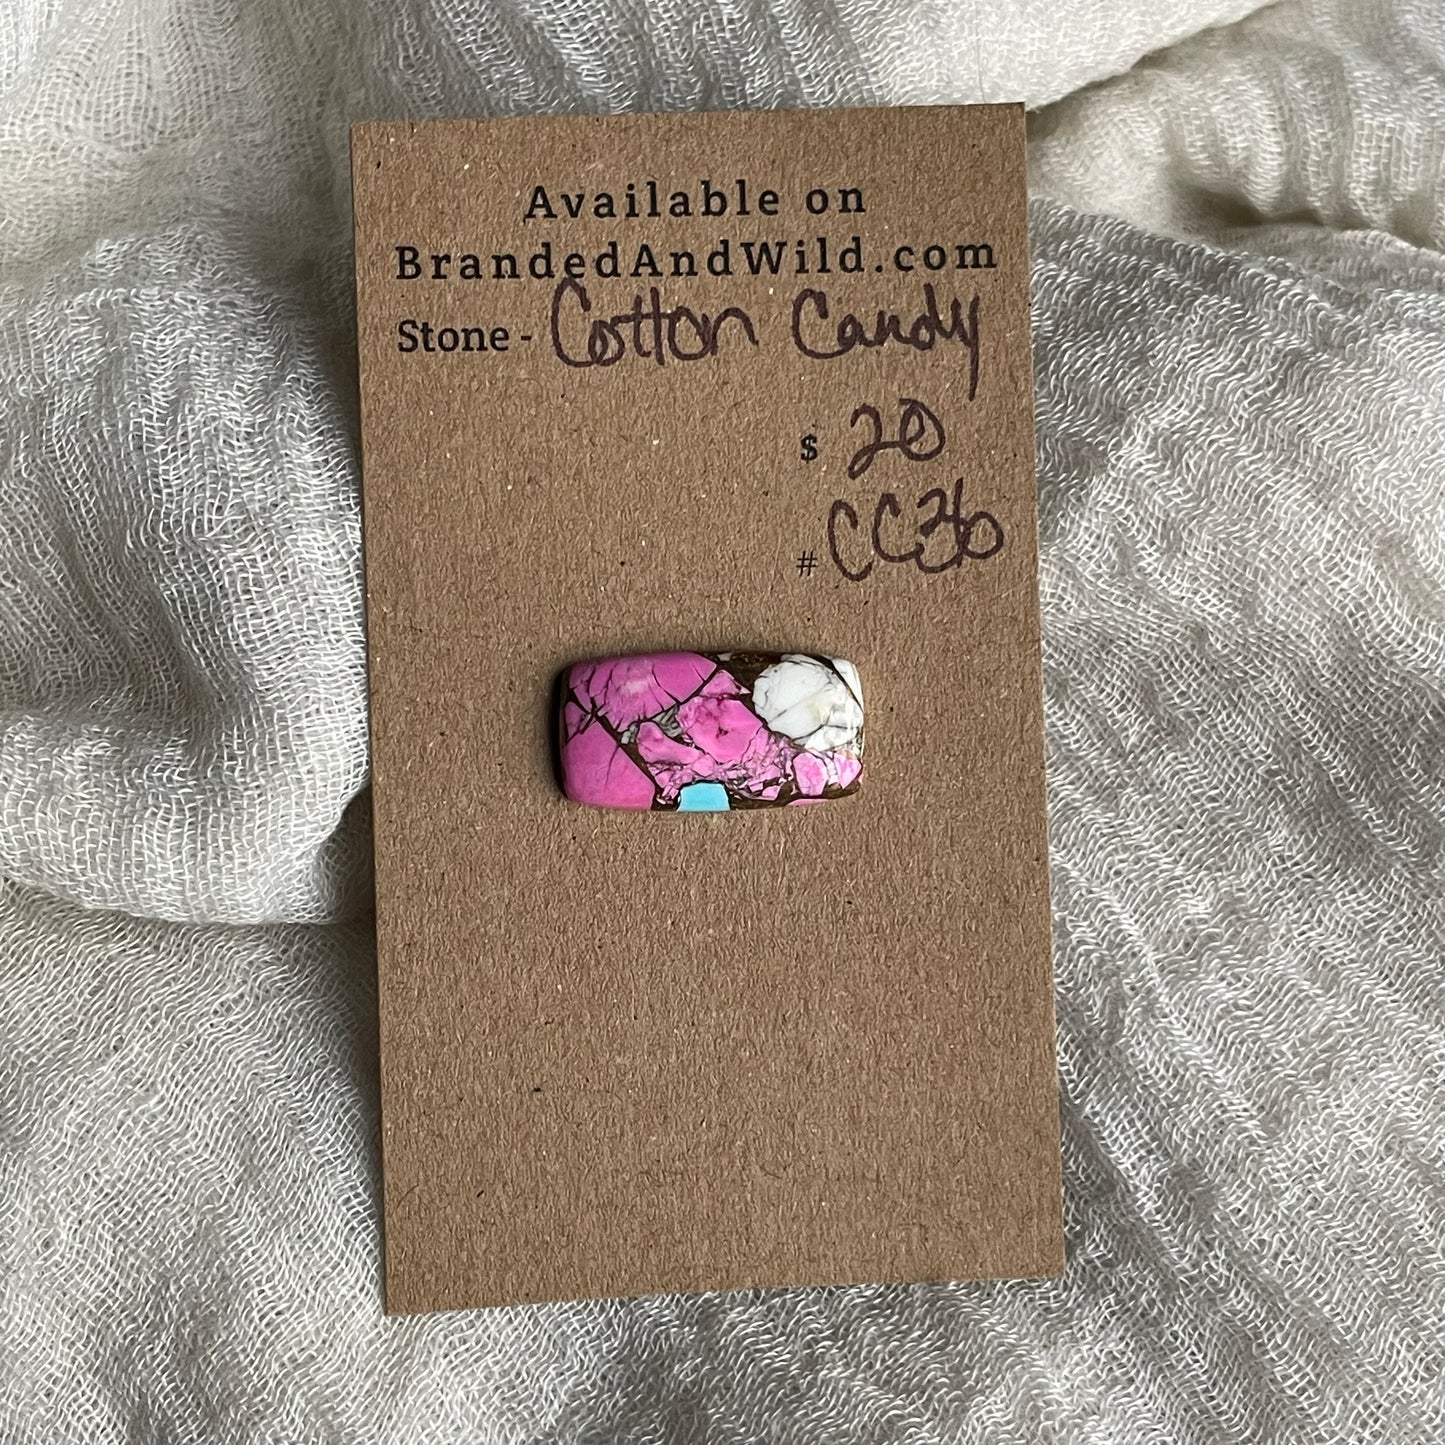 Available on
BrandedAndWild.com
Stone - Cotton Candy
$ 20
# CC36